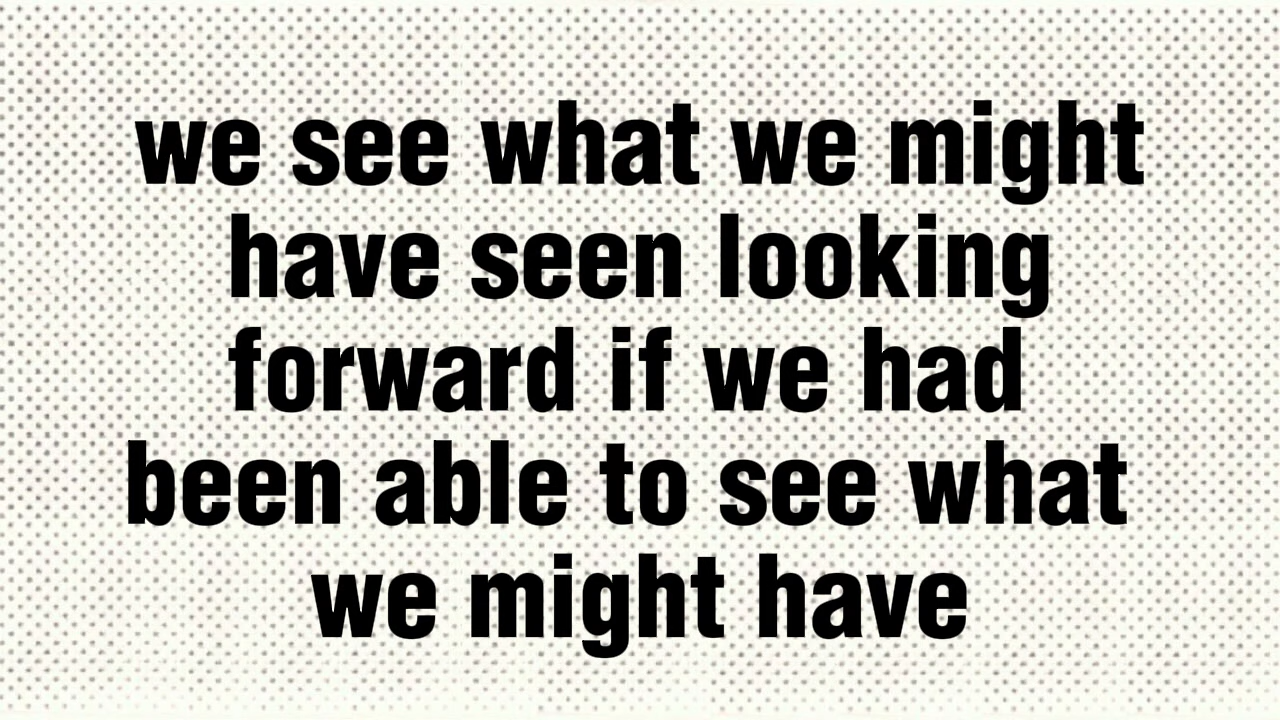 we see what we might
have seen looking
forward if we had
been able to see what
we might have